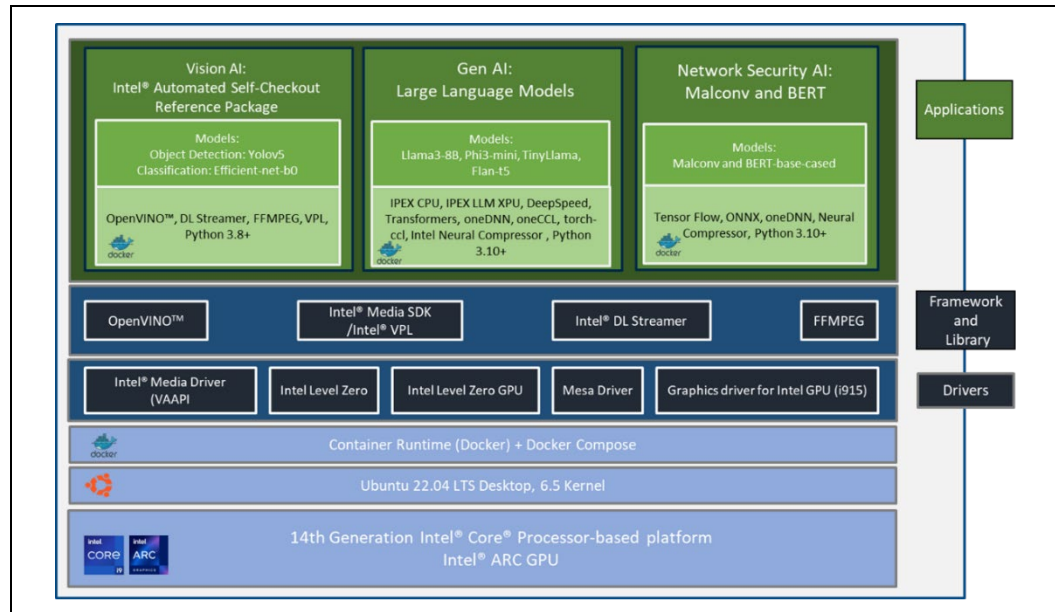 Vision AI:
Intel® Automated Self-Checkout
Reference Package
Models:
Object Detection: Yolov5
Classification: Efficient-net-b0
OpenVINO™, DL Streamer, FFMPEG, VPL,
Python 3.8+
docker
Gen AI:
Large Language Models
Models:
Llama3-8B, Phi3-mini, TinyLlama,
Flan-t5
IPEX CPU, IPEX LLM XPU, DeepSpeed,
Transformers, oneDNN, oneCCL, torch-
ccl, Intel Neural Compressor , Python
3.10+
docker
Network Security AI:
Malconv and BERT
Models:
Malconv and BERT-base-cased
Tensor Flow, ONNX, oneDNN, Neural
Compressor, Python 3.10+
docker
Applications
OpenVINO™
Intel® Media SDK
/Intel® VPL
Intel® DL Streamer
FFMPEG
Framework
and
Library
Intel® Media Driver
(VAAPI
Intel Level Zero
Intel Level Zero GPU
Mesa Driver
Graphics driver for Intel GPU (i915)
Drivers
docker
Container Runtime (Docker) + Docker Compose
Ubuntu 22.04 LTS Desktop, 6.5 Kernel
14th Generation Intel® Core® Processor-based platform
Intel® ARC GPU
intel
CORE
i9
intel
ARC
GRAPHICS